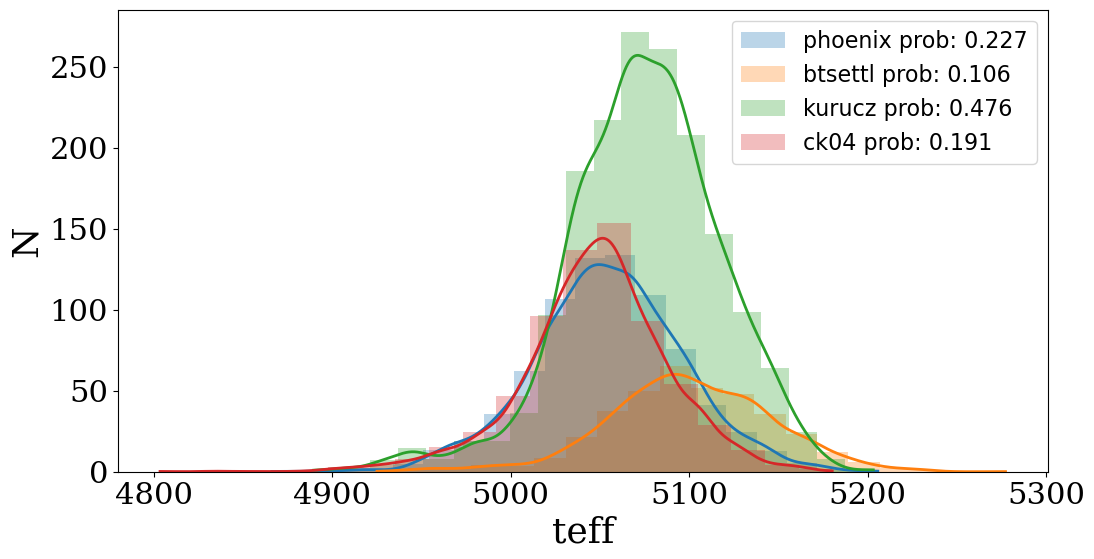 phoenix prob: 0.227
btsettl prob: 0.106
kurucz prob: 0.476
ck04 prob: 0.191
N
250
200
150
100
50
0
4800 4900 5000 5100 5200 5300
teff